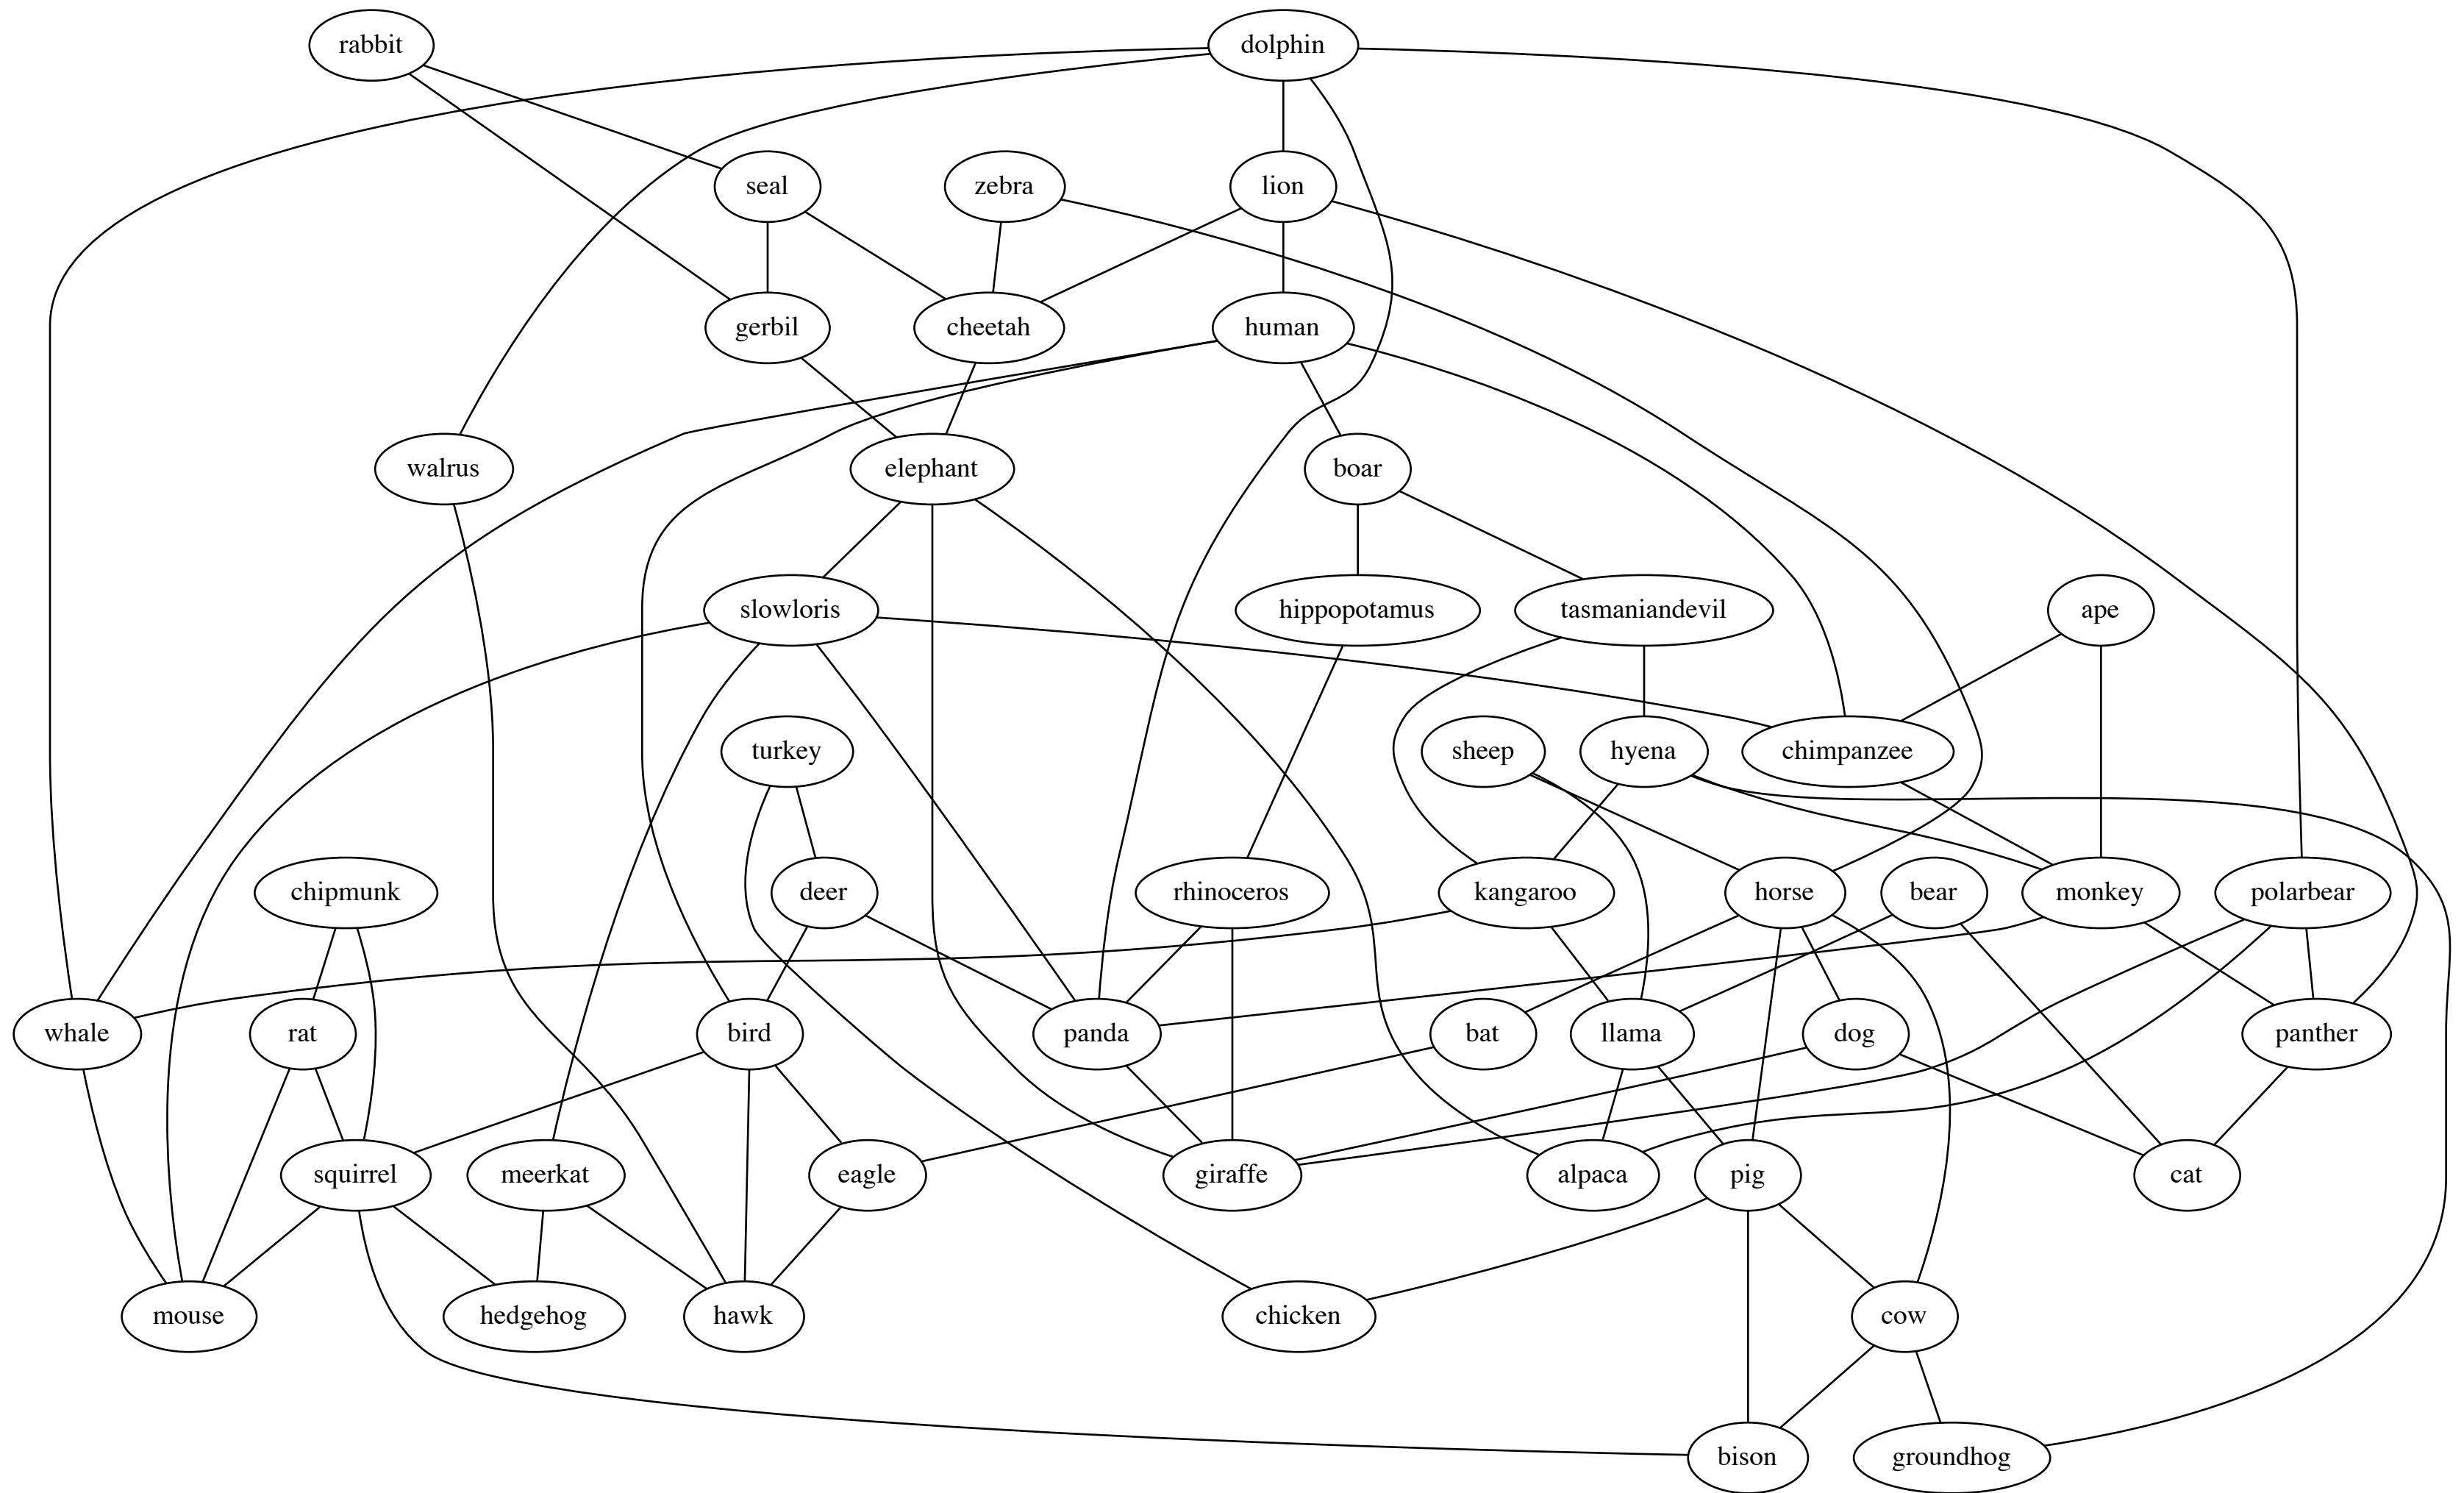 rabbit
dolphin
seal
zebra
lion
gerbil
cheetah
human
walrus
elephant
boar
slowloris
hippopotamus
tasmaniandevil
ape
turkey
sheep
hyena
chimpanzee
chipmunk
deer
rhinoceros
kangaroo
horse
bear
monkey
polarbear
whale
rat
bird
panda
bat
llama
dog
panther
squirrel
meerkat
eagle
giraffe
alpaca
pig
cat
mouse
hedgehog
hawk
chicken
cow
bison
groundhog